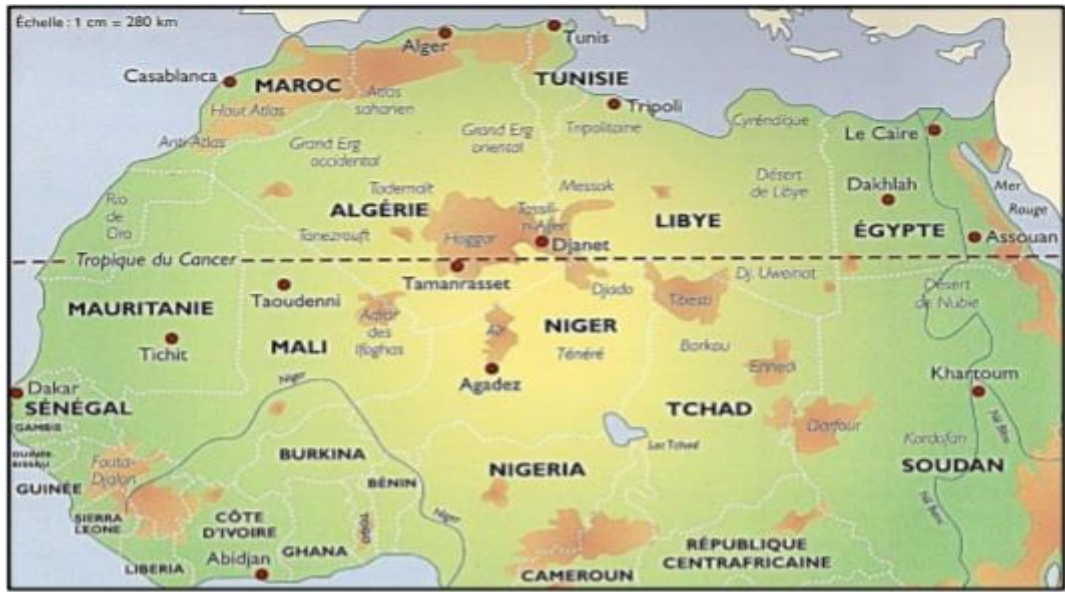 Échelle : 1 cm = 280 km
Alger
Tunis
Casablanca
MAROC
TUNISIE
Atlas
saharien
Haut Atlas
Tripoli
Tripolitaine
Cyrénaïque
Le Caire
Anti-Atlas
Grand Erg
occidental
Grand Erg
oriental
Désert
de Libye
Mer
Rouge
Rio
de
Oro
Tademaït
Messak
Dakhlah
ALGÉRIE
Tassili
n-Ajjer
LIBYE
ÉGYPTE
Assouan
Tanezrouft
Hoggar
Djanet
Tropique du Cancer
Tamanrasset
Djado
Tibesti
Dj. Uweinat
Désert
de Nubie
MAURITANIE
Taoudenni
Adrar
des
Ifoghas
Aïr
NIGER
Tichit
MALI
Ténéré
Borkou
Ennedi
Agadez
Niger
Dakar
SÉNÉGAL
GAMBIE
TCHAD
Khartoum
Darfour
Kordofan
Lac Tchad
GUINÉE
BISSAU
Fouta-
Djalon
BURKINA
BÉNIN
NIGERIA
SOUDAN
GUINÉE
SIERRA
LEONE
CÔTE
D'IVOIRE
TOGO
Niger
GHANA
Abidjan
LIBERIA
CAMEROUN
RÉPUBLIQUE
CENTRAFRICAINE